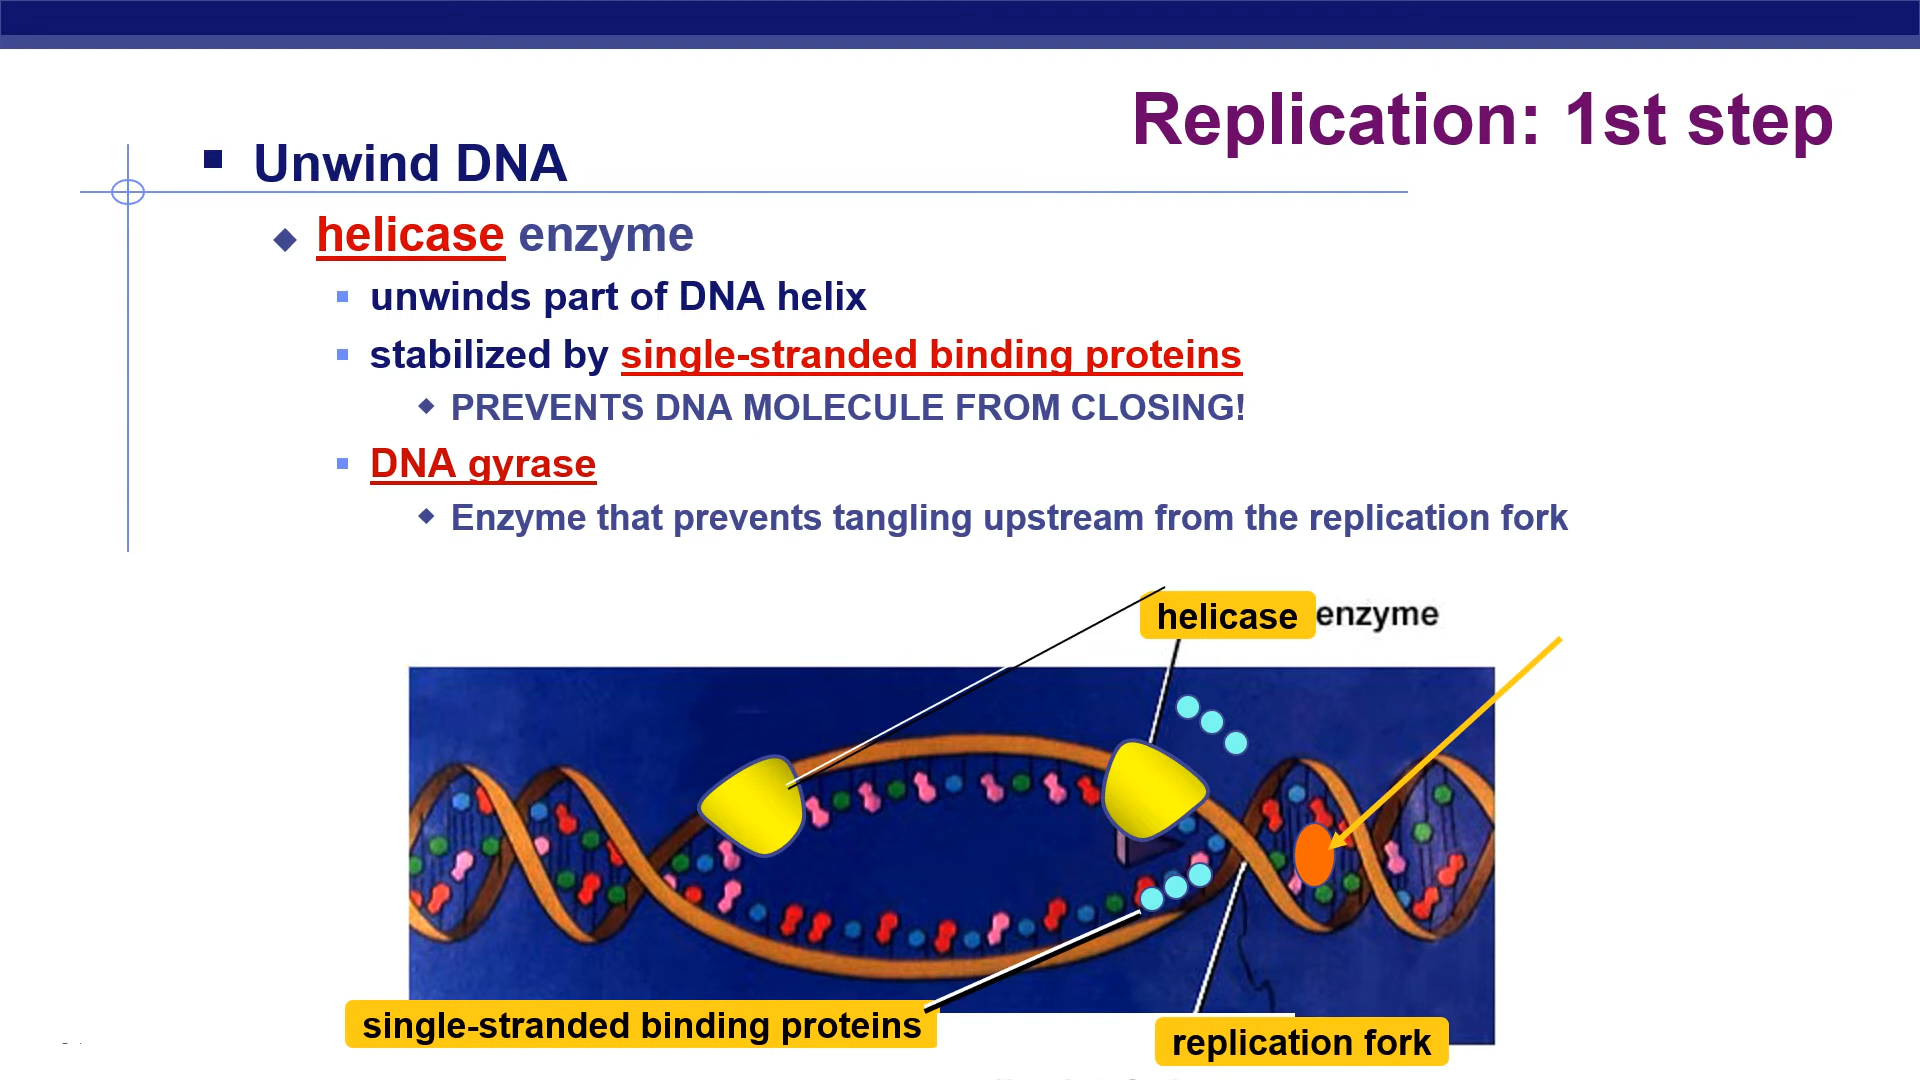 Replication: 1st step
Unwind DNA
helicase enzyme
unwinds part of DNA helix
stabilized by single-stranded binding proteins
PREVENTS DNA MOLECULE FROM CLOSING!
DNA gyrase
Enzyme that prevents tangling upstream from the replication fork
helicase enzyme
single-stranded binding proteins
replication fork